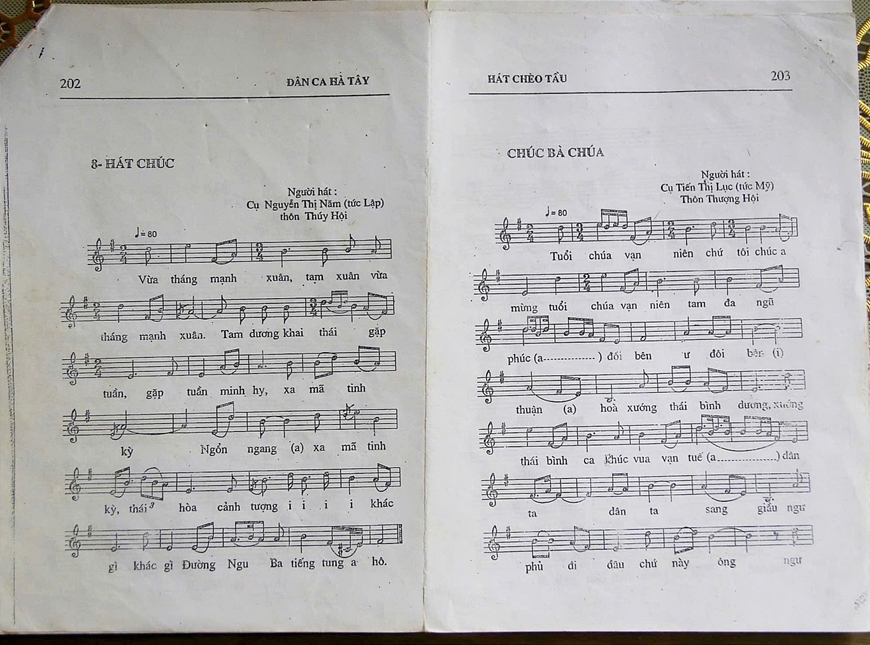 202
DÂN CA HÀ TÂY
8- HÁT CHÚC
Người hát :
Cụ Nguyễn Thị Năm (tức Lập)
thôn Thúy Hội
♩= 80
Vừa tháng mạnh xuân, tam xuân vừa
tháng mạnh xuân. Tam dương khai thái gặp
tuần, gặp tuần minh hy, xa mã tinh
kỳ Ngổn ngang (a) xa mã tinh
kỳ, thái hòa cảnh tượng i i i i khác
gì khác gì Đường Ngu Ba tiếng tung a hô.
HÁT CHÈO TẦU
203
CHÚC BÀ CHÚA
Người hát :
Cụ Tiến Thị Lục (tức Mỹ)
Thôn Thượng Hội
♩= 80
Tuổi chúa vạn niên chứ tôi chúc a
mừng tuổi chúa vạn niên tam đa ngũ
phúc (a.............. ) đôi bên ư đôi bên (i)
thuận (a) hoà xướng thái bình dương, xướng
thái bình ca khúc vua vạn tuế (a...............) dân
ta dân ta sang giầu ngư
phủ đi đâu chứ này ông ngư